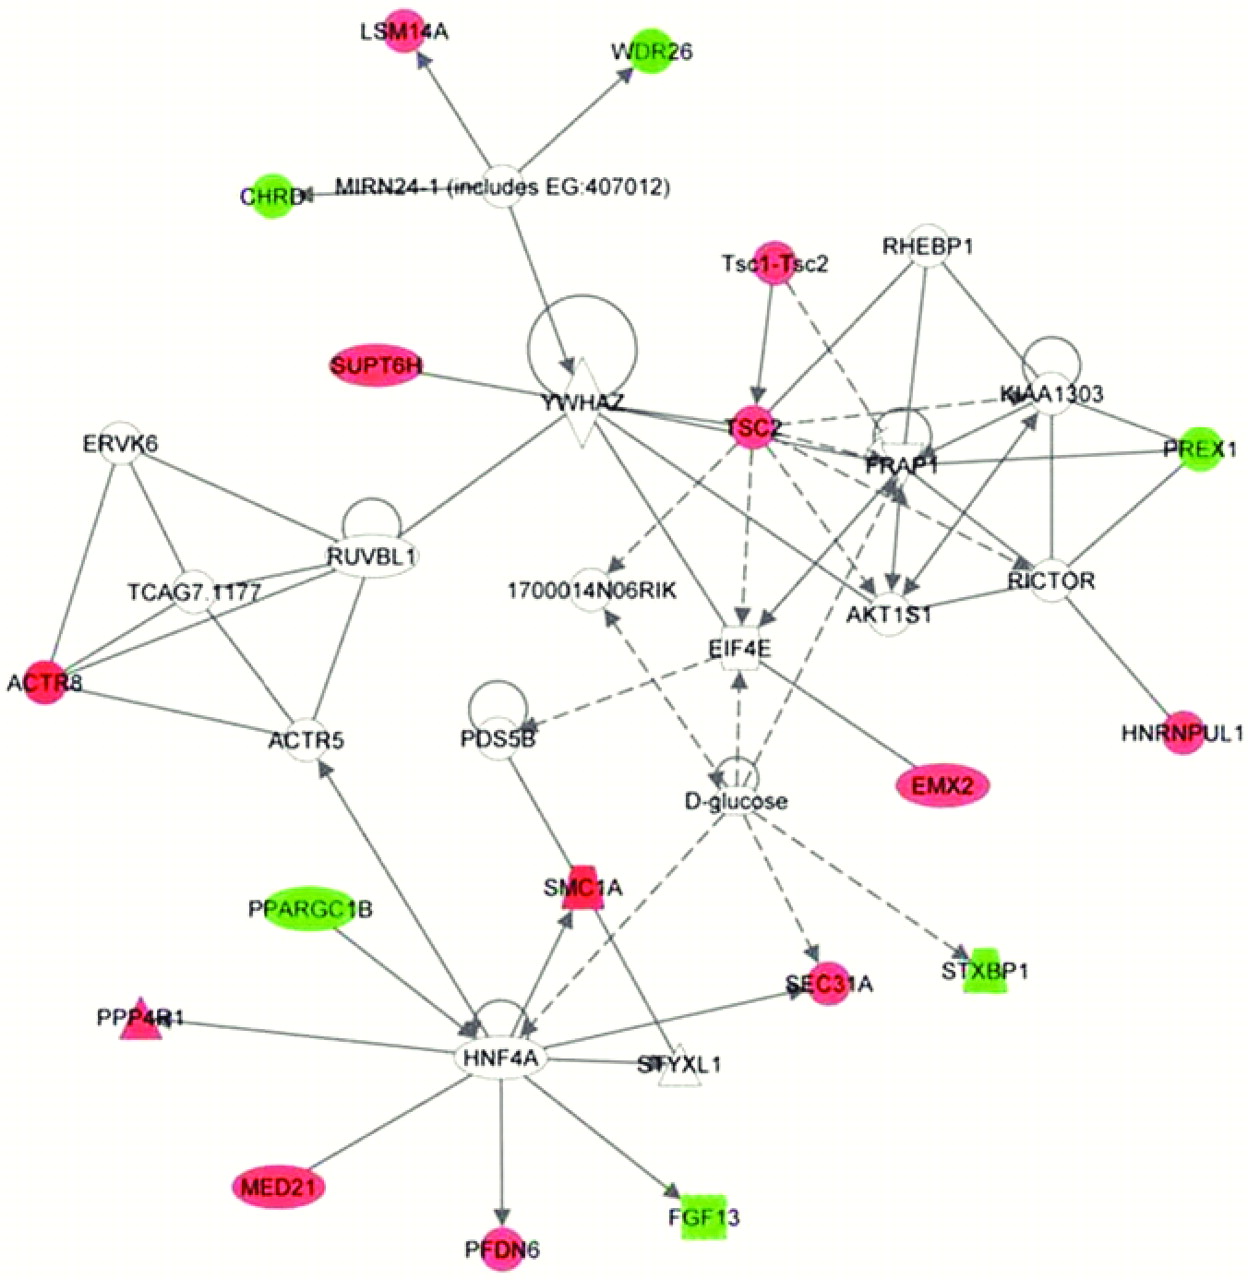 LSM14A
WDR26
CHRD
MIRN24-1 (includes EG:407012)
RHEBP1
Tsc1-Tsc2
SUPT6H
YWHAZ
KIAA1303
TSC2
ERVK6
PREX1
FRAP1
RUVBL1
TCAG7.1177
1700014N06RIK
RICTOR
AKT1S1
EIF4E
ACTR8
ACTR5
PDS5B
HNRNPUL1
EMX2
D-glucose
SMC1A
PPARGC1B
STXBP1
SEC31A
PPP4R1
HNF4A
STYXL1
MED21
FGF13
PFDN6